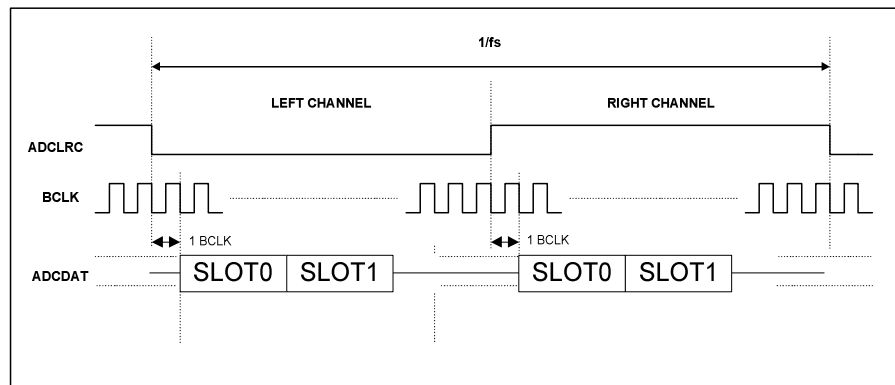 1/fs
LEFT CHANNEL
RIGHT CHANNEL
ADCLRC
BCLK
1 BCLK
1 BCLK
ADCDAT
SLOT0
SLOT1
SLOT0
SLOT1